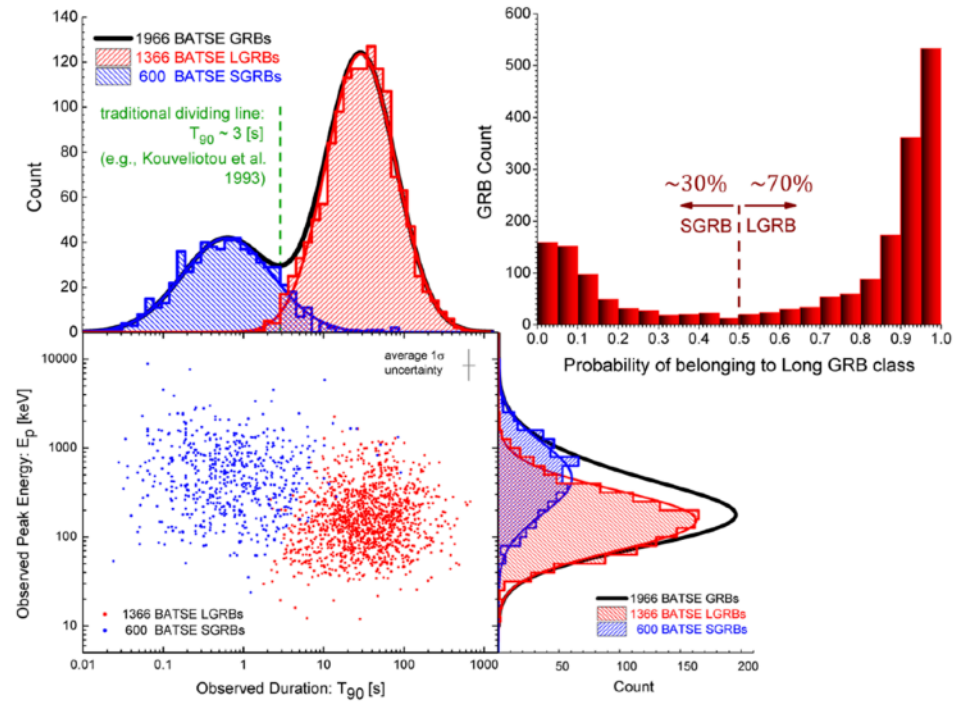 140
120
100
80
60
40
20
0
Count
1966 BATSE GRBs
1366 BATSE LGRBs
600 BATSE SGRBs
traditional dividing line:
T90 ~ 3 [s]
(e.g., Kouveliotou et al.
1993)
600
500
400
300
200
100
0
GRB Count
~30% ~70%
SGRB LGRB
0.0 0.1 0.2 0.3 0.4 0.5 0.6 0.7 0.8 0.9 1.0
Probability of belonging to Long GRB class
10000
1000
100
10
Observed Peak Energy: Ep [keV]
average 1σ
uncertainty
1366 BATSE LGRBs
600 BATSE SGRBs
0.01 0.1 1 10 100 1000
Observed Duration: T90 [s]
1966 BATSE GRBs
1366 BATSE LGRBs
600 BATSE SGRBs
50 100 150 200
Count